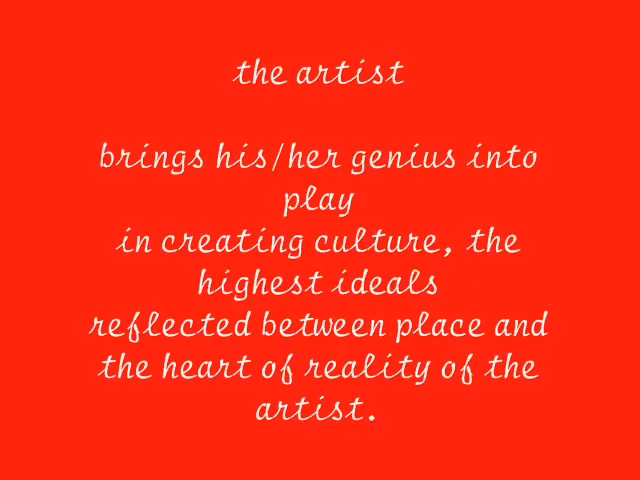 the artist
brings his/her genius into
play
in creating culture, the
highest ideals
reflected between place and
the heart of reality of the
artist.